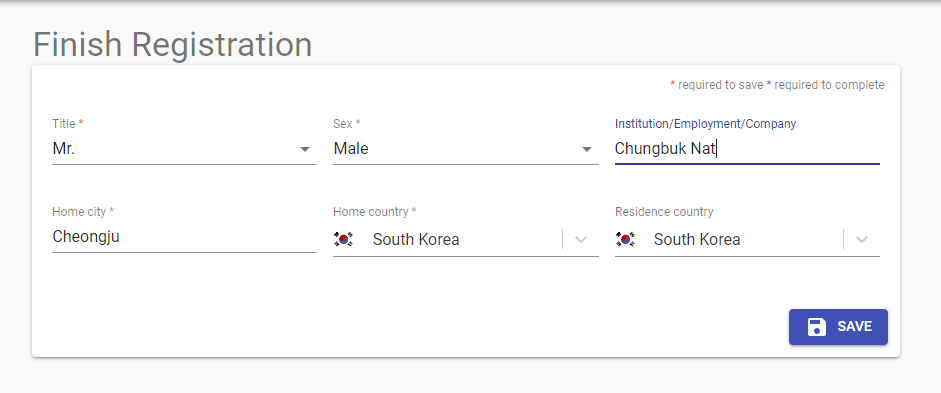 Finish Registration
* required to save * required to complete
Title * Sex * Institution/Employment/Company
Mr. Male Chungbuk Nat
Home city * Home country * Residence country
Cheongju South Korea South Korea
SAVE